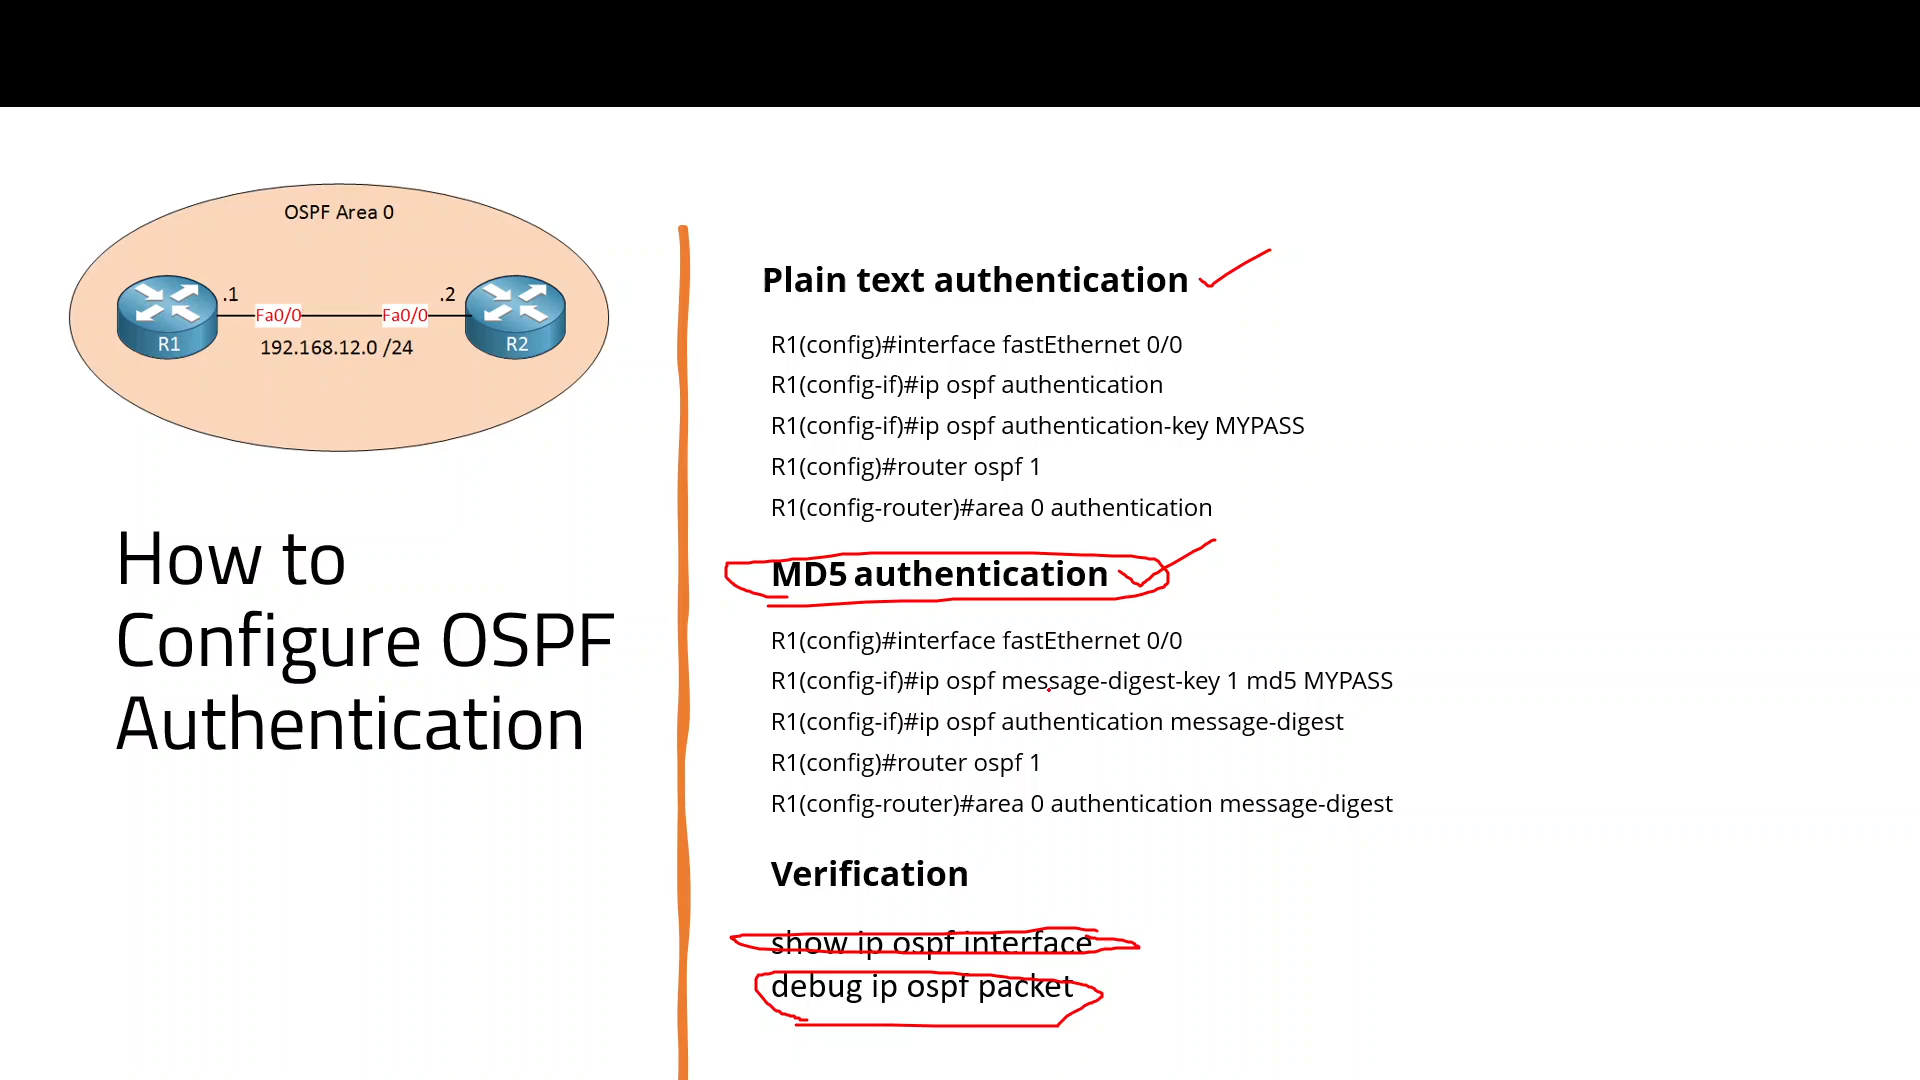 OSPF Area 0
.1
.2
Fa0/0
Fa0/0
R1
R2
192.168.12.0 /24
How to
Configure OSPF
Authentication
Plain text authentication
R1(config)#interface fastEthernet 0/0
R1(config-if)#ip ospf authentication
R1(config-if)#ip ospf authentication-key MYPASS
R1(config)#router ospf 1
R1(config-router)#area 0 authentication
MD5 authentication
R1(config)#interface fastEthernet 0/0
R1(config-if)#ip ospf message-digest-key 1 md5 MYPASS
R1(config-if)#ip ospf authentication message-digest
R1(config)#router ospf 1
R1(config-router)#area 0 authentication message-digest
Verification
show ip ospf interface
debug ip ospf packet